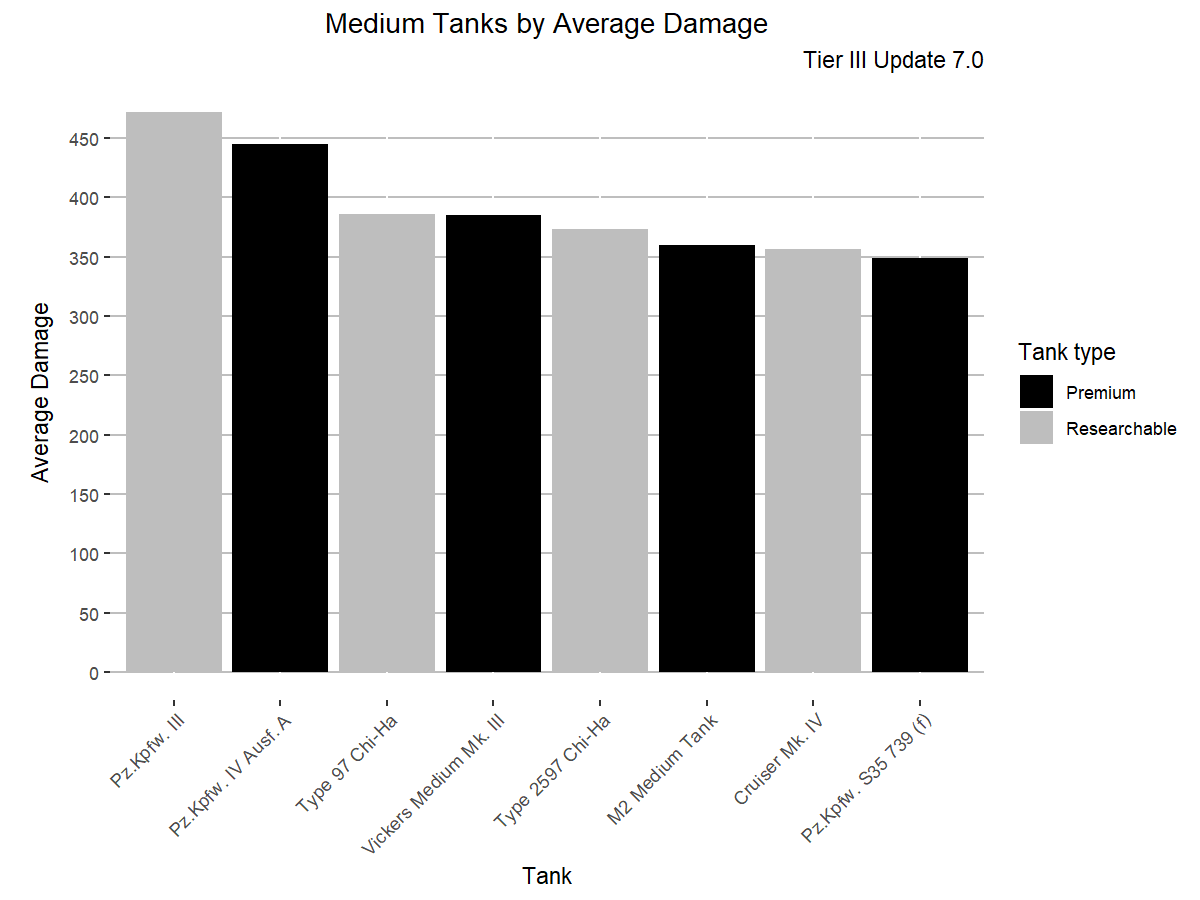 Medium Tanks by Average Damage
Tier III Update 7.0
Average Damage
450
400
350
300
250
200
150
100
50
0
Pz.Kpfw. III
Pz.Kpfw. IV Ausf. A
Type 97 Chi-Ha
Vickers Medium Mk. III
Type 2597 Chi-Ha
M2 Medium Tank
Cruiser Mk. IV
Pz.Kpfw. S35 739 (f)
Tank
Tank type
Premium
Researchable